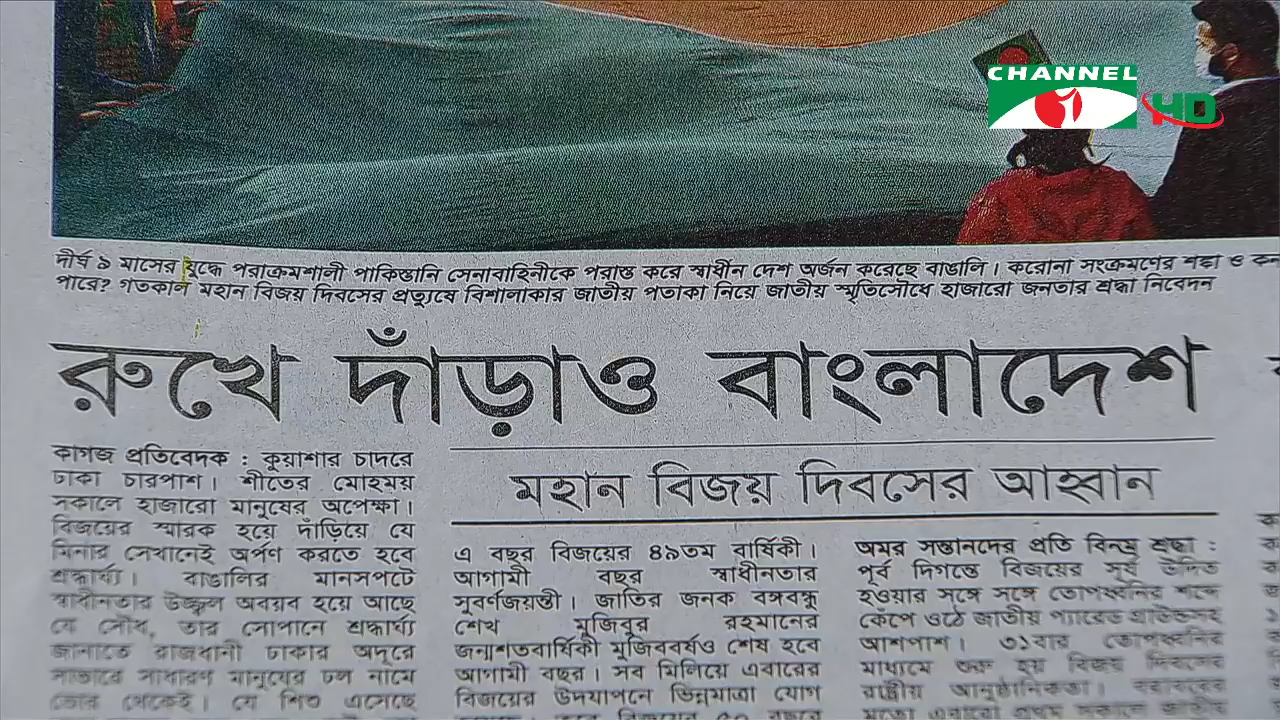 CHANNEL i HD
দীর্ঘ ৯ মাসের যুদ্ধে পরাক্রমশালী পাকিস্তানি সেনাবাহিনীকে পরাস্ত করে স্বাধীন দেশ অর্জন করেছে বাঙালি। করোনা সংক্রমণের শঙ্কা ও
পারে? গতকাল মহান বিজয় দিবসের প্রত্যুষে বিশালাকার জাতীয় পতাকা নিয়ে জাতীয় স্মৃতিসৌধে হাজারো জনতার শ্রদ্ধা নিবেদন
রুখে দাঁড়াও বাংলাদেশ
মহান বিজয় দিবসের আহ্বান
কাগজ প্রতিবেদক : কুয়াশার চাদরে
ঢাকা চারপাশ। শীতের মোহময়
সকালে হাজারো মানুষের অপেক্ষা।
বিজয়ের স্মারক হয়ে দাঁড়িয়ে যে
মিনার সেখানেই অর্পণ করতে হবে
শ্রদ্ধার্ঘ্য। বাঙালির মানসপটে
স্বাধীনতার উজ্জ্বল অবয়ব হয়ে আছে
যে সৌধ, তার সোপানে শ্রদ্ধার্ঘ্য
জানাতে রাজধানী ঢাকার অদূরে
সাভারে সাধারণ মানুষের ঢল নামে
ভোর থেকেই। যে শিশু এসেছে
এ বছর বিজয়ের ৪৯তম বার্ষিকী।
আগামী বছর স্বাধীনতার
সুবর্ণজয়ন্তী। জাতির জনক বঙ্গবন্ধু
শেখ মুজিবুর রহমানের
জন্মশতবার্ষিকী মুজিববর্ষও শেষ হবে
আগামী বছর। সব মিলিয়ে এবারের
বিজয়ের উদযাপনে ভিন্নমাত্রা যোগ
অমর সন্তানদের প্রতি বিনম্র শ্রদ্ধা :
পূর্ব দিগন্তে বিজয়ের সূর্য উদিত
হওয়ার সঙ্গে সঙ্গে তোপধ্বনির শব্দে
কেঁপে ওঠে জাতীয় প্যারেড গ্রাউন্ডের
আশপাশ। ৩১বার তোপধ্বনির
মাধ্যমে শুরু হয় বিজয় দিবসের
রাষ্ট্রীয় আনুষ্ঠানিকতা।